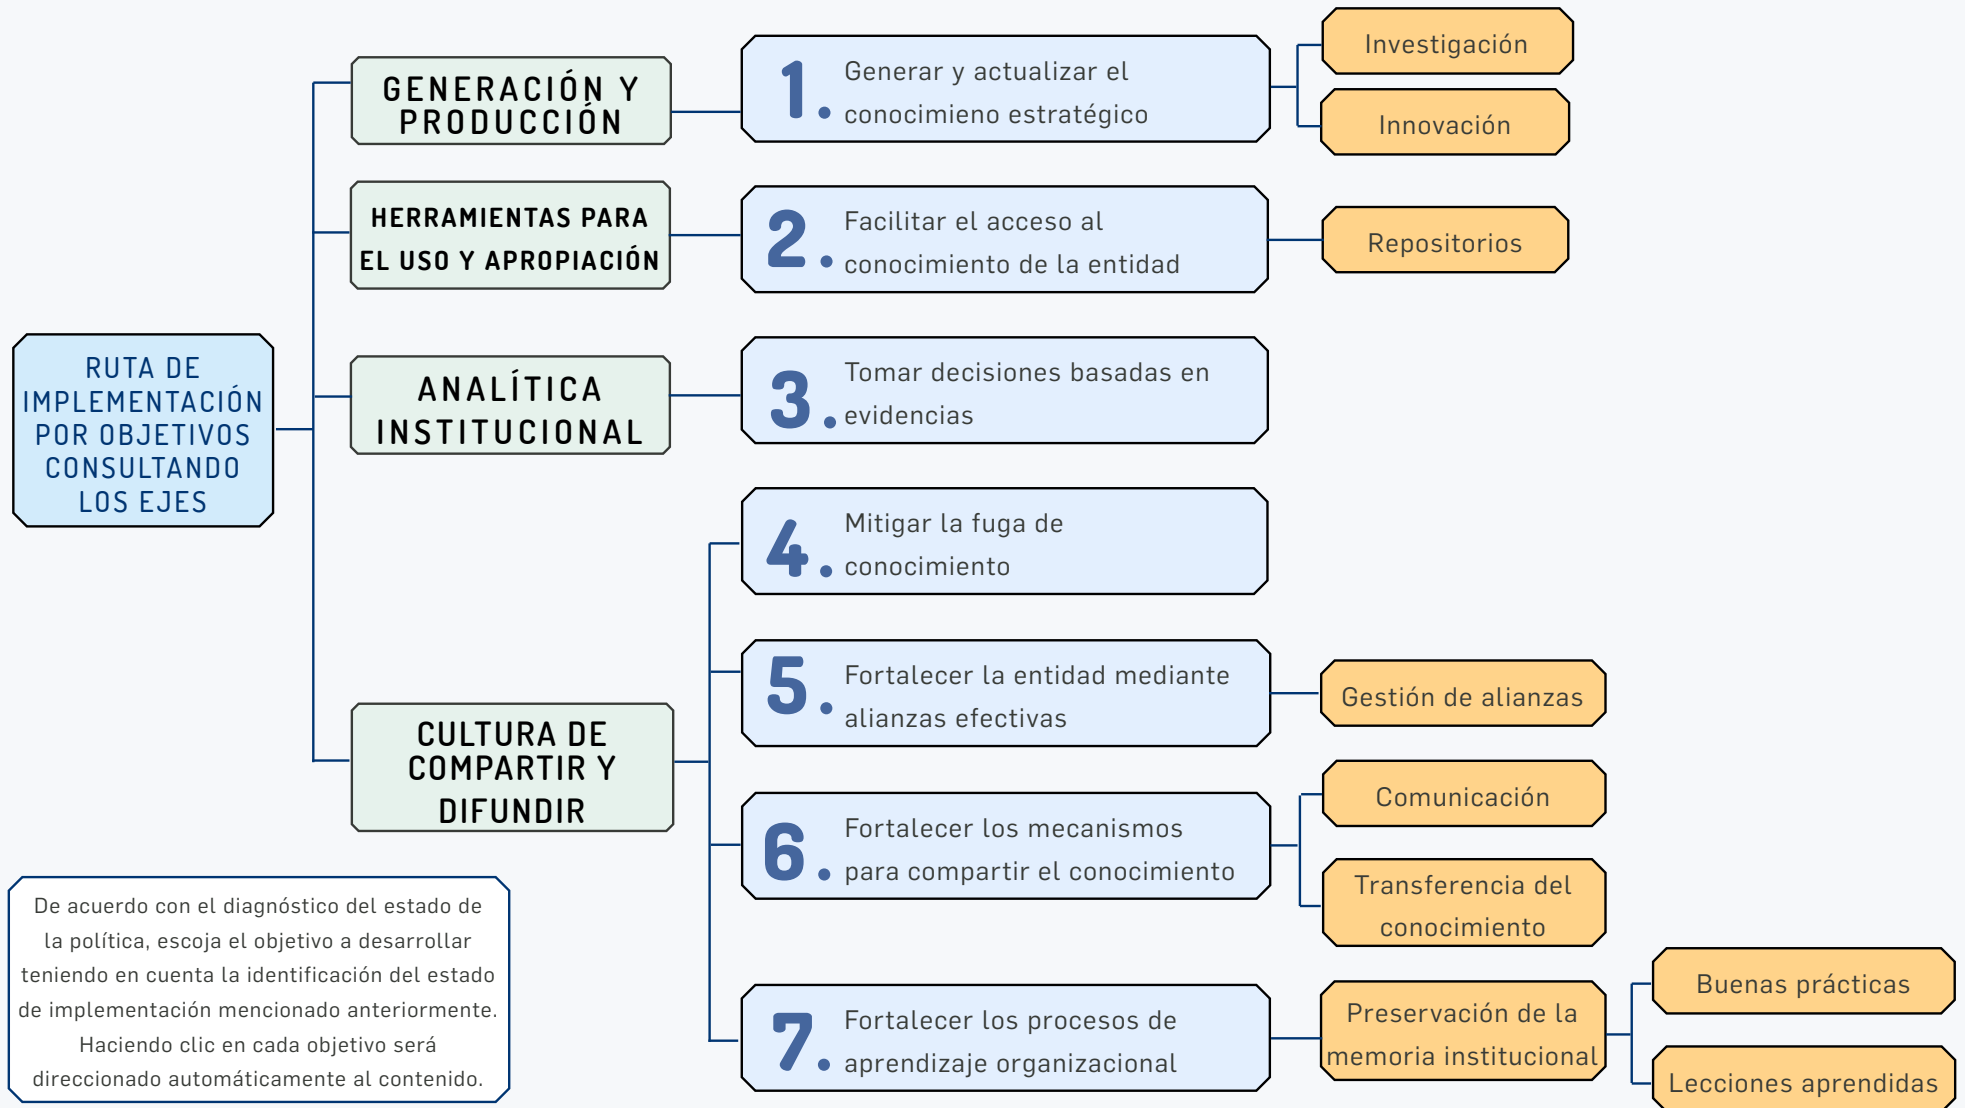 RUTA DE
IMPLEMENTACIÓN
POR OBJETIVOS
CONSULTANDO
LOS EJES
GENERACIÓN Y
PRODUCCIÓN
1. Generar y actualizar el
conocimieno estratégico
Investigación
Innovación
HERRAMIENTAS PARA
EL USO Y APROPIACIÓN
2. Facilitar el acceso al
conocimiento de la entidad
Repositorios
ANALÍTICA
INSTITUCIONAL
3. Tomar decisiones basadas en
evidencias
CULTURA DE
COMPARTIR Y
DIFUNDIR
4. Mitigar la fuga de
conocimiento
5. Fortalecer la entidad mediante
alianzas efectivas
Gestión de alianzas
6. Fortalecer los mecanismos
para compartir el conocimiento
Comunicación
Transferencia del
conocimiento
7. Fortalecer los procesos de
aprendizaje organizacional
Preservación de la
memoria institucional
Buenas prácticas
Lecciones aprendidas
De acuerdo con el diagnóstico del estado de
la política, escoja el objetivo a desarrollar
teniendo en cuenta la identificación del estado
de implementación mencionado anteriormente.
Haciendo clic en cada objetivo será
direccionado automáticamente al contenido.